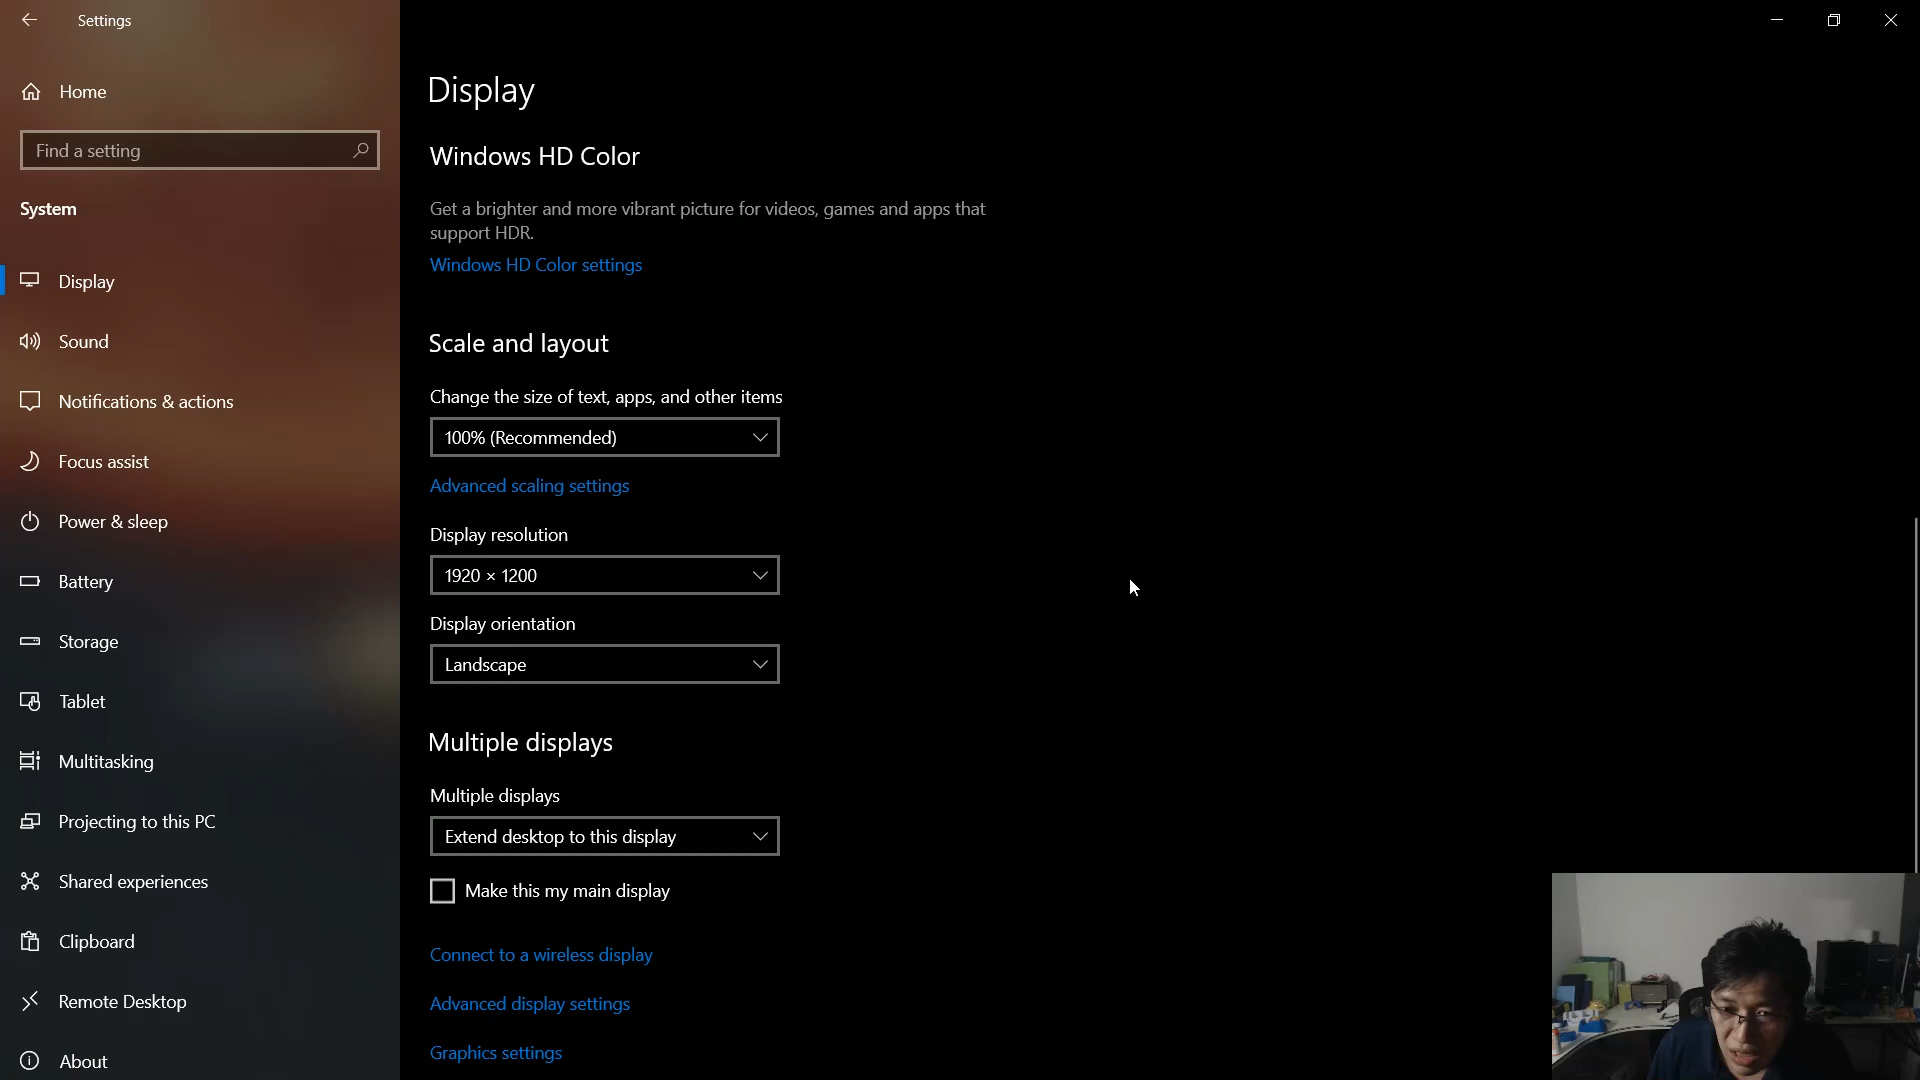 Settings
Home
Find a setting
System
Display
Sound
Notifications & actions
Focus assist
Power & sleep
Battery
Storage
Tablet
Multitasking
Projecting to this PC
Shared experiences
Clipboard
Remote Desktop
About
Display
Windows HD Color
Get a brighter and more vibrant picture for videos, games and apps that
support HDR.
Windows HD Color settings
Scale and layout
Change the size of text, apps, and other items
100% (Recommended)
Advanced scaling settings
Display resolution
1920 × 1200
Display orientation
Landscape
Multiple displays
Multiple displays
Extend desktop to this display
Make this my main display
Connect to a wireless display
Advanced display settings
Graphics settings